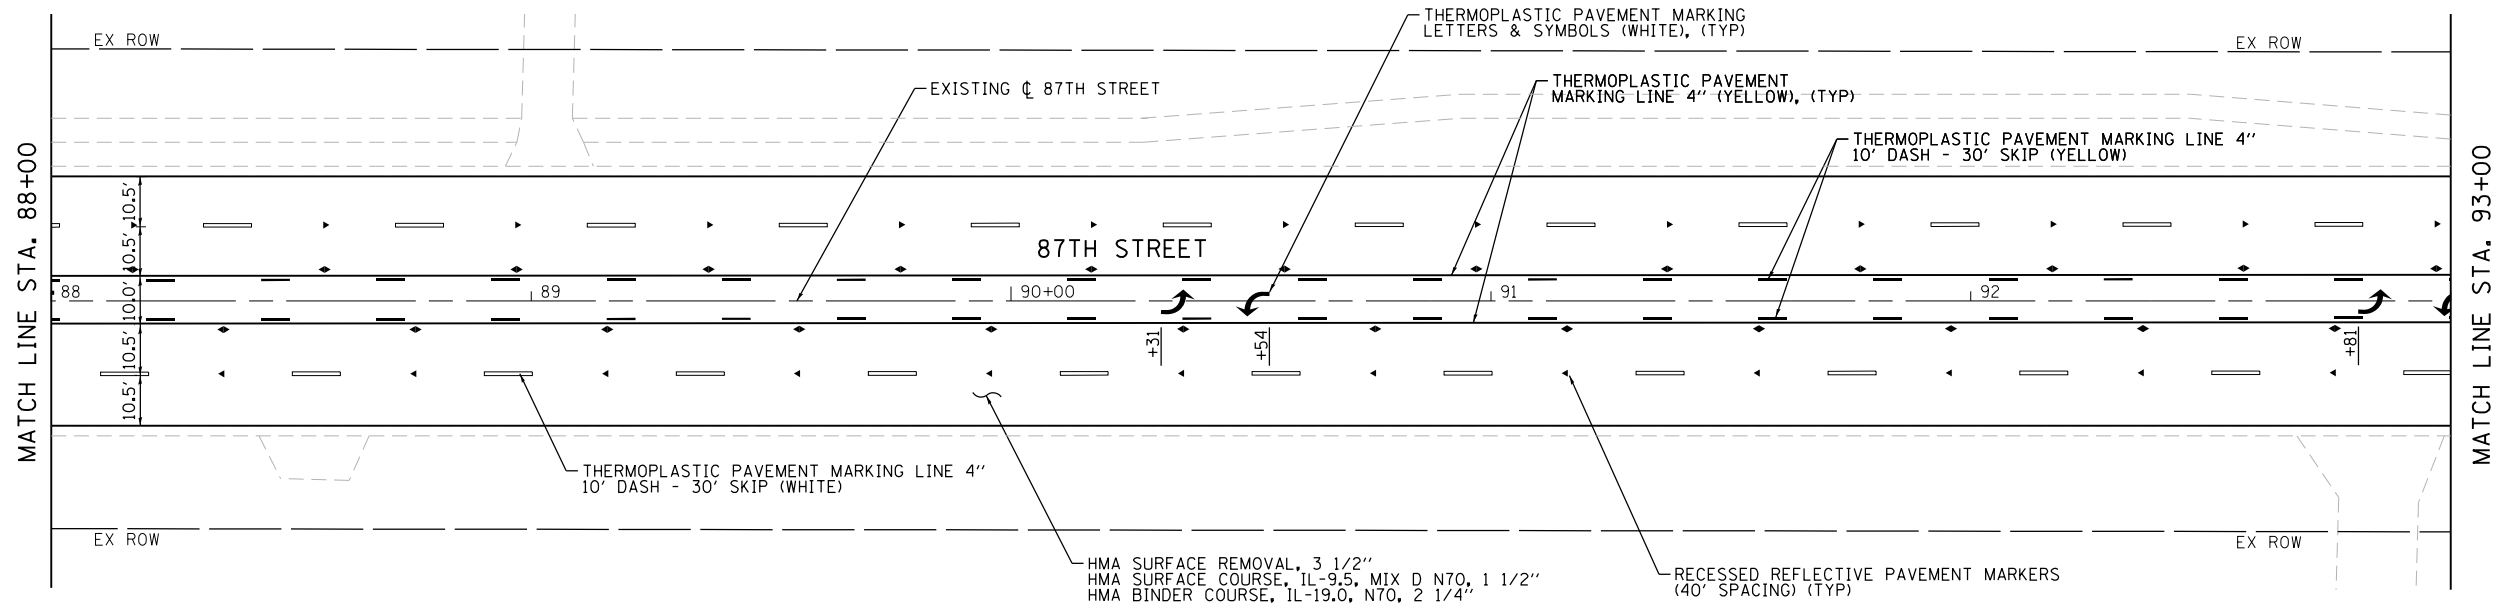 THERMOPLASTIC PAVEMENT MARKING
LETTERS & SYMBOLS (WHITE), (TYP)
EX ROW
EX ROW
EXISTING ℄ 87TH STREET
THERMOPLASTIC PAVEMENT
MARKING LINE 4" (YELLOW), (TYP)
THERMOPLASTIC PAVEMENT MARKING LINE 4"
10' DASH - 30' SKIP (YELLOW)
MATCH LINE STA. 88+00
MATCH LINE STA. 93+00
10.5'
10.5'
10.0'
10.5'
10.5'
87TH STREET
88
89
90+00
91
92
+31
+54
+81
THERMOPLASTIC PAVEMENT MARKING LINE 4"
10' DASH - 30' SKIP (WHITE)
EX ROW
EX ROW
HMA SURFACE REMOVAL, 3 1/2"
HMA SURFACE COURSE, IL-9.5, MIX D N70, 1 1/2"
HMA BINDER COURSE, IL-19.0, N70, 2 1/4"
RECESSED REFLECTIVE PAVEMENT MARKERS
(40' SPACING) (TYP)